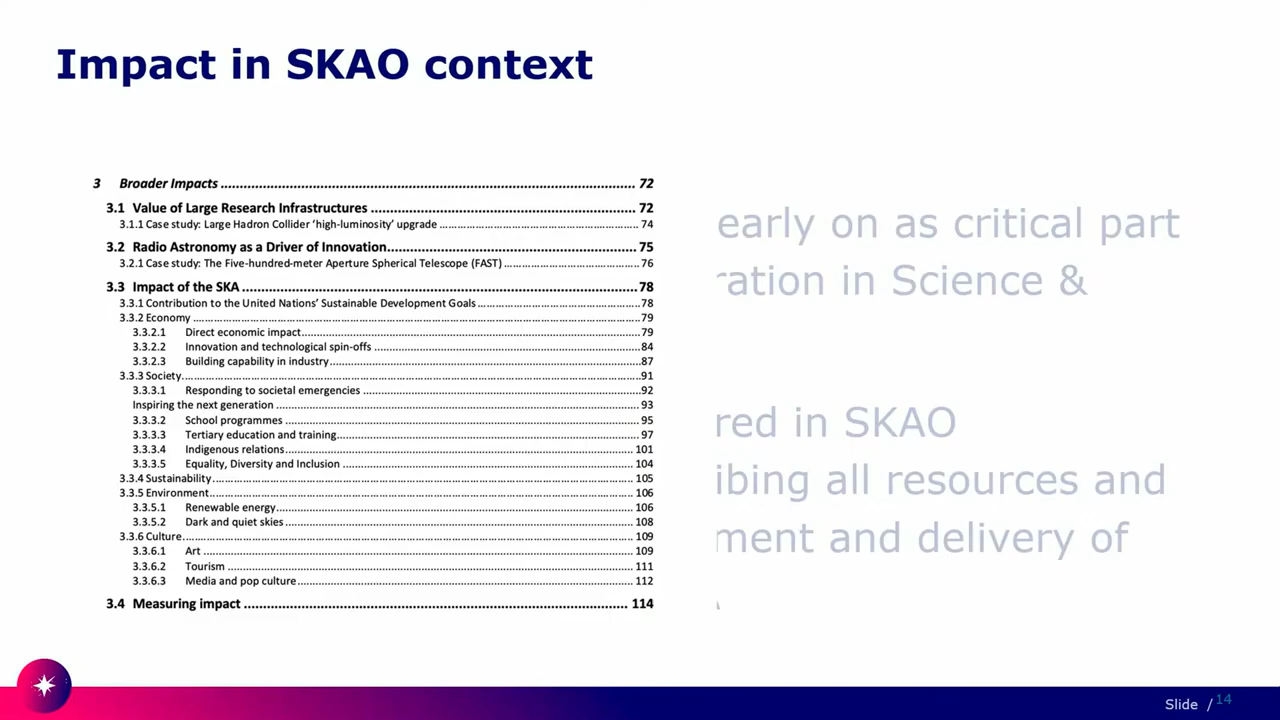 Impact in SKAO context
3 Broader Impacts ... 72
3.1 Value of Large Research Infrastructures ... 72
3.1.1 Case study: Large Hadron Collider ‘high-luminosity’ upgrade ... 74
3.2 Radio Astronomy as a Driver of Innovation ... 75
3.2.1 Case study: The Five-hundred-meter Aperture Spherical Telescope (FAST) ... 76
3.3 Impact of the SKA ... 78
3.3.1 Contribution to the United Nations’ Sustainable Development Goals ... 78
3.3.2 Economy ... 79
3.3.2.1 Direct economic impact ... 79
3.3.2.2 Innovation and technological spin-offs ... 84
3.3.2.3 Building capability in industry ... 87
3.3.3 Society ... 91
3.3.3.1 Responding to societal emergencies ... 92
Inspiring the next generation ... 93
3.3.3.2 School programmes ... 95
3.3.3.3 Tertiary education and training ... 97
3.3.3.4 Indigenous relations ... 101
3.3.3.5 Equality, Diversity and Inclusion ... 104
3.3.4 Sustainability ... 105
3.3.5 Environment ... 106
3.3.5.1 Renewable energy ... 106
3.3.5.2 Dark and quiet skies ... 108
3.3.6 Culture ... 109
3.3.6.1 Art ... 109
3.3.6.2 Tourism ... 111
3.3.6.3 Media and pop culture ... 112
3.4 Measuring impact ... 114
early on as critical part
ration in Science &
red in SKAO
ibing all resources and
ment and delivery of
Slide / 14